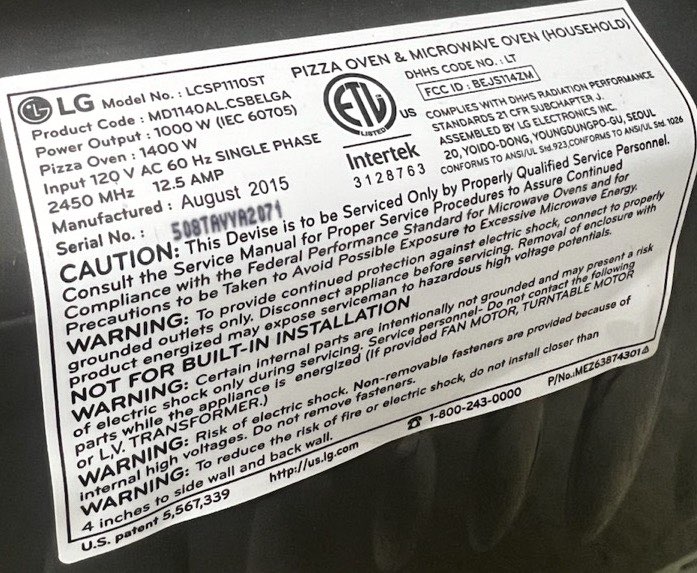 PIZZA OVEN & MICROWAVE OVEN (HOUSEHOLD)
LG Model No. : LCSP1110ST
Product Code : MD1140AL.CSBELGA
Power Output : 1000 W (IEC 60705)
Pizza Oven : 1400 W
Input 120 V AC 60 Hz SINGLE PHASE
2450 MHz 12.5 AMP
Manufactured : August 2015
Serial No. : 508TAVYA2071
ETL
LISTED
US
Intertek
3128763
DHHS CODE NO. : LT
FCC ID : BEJS114ZM
COMPLIES WITH DHHS RADIATION PERFORMANCE
STANDARDS 21 CFR SUBCHAPTER J.
ASSEMBLED BY LG ELECTRONICS INC.
20, YOIDO-DONG, YOUNGDUNGPO-GU, SEOUL
CONFORMS TO ANSI/UL Std.923,CONFORMS TO ANSI/UL Std.1026
CAUTION: This Devise is to be Serviced Only by Properly Qualified Service Personnel.
Consult the Service Manual for Proper Service Procedures to Assure Continued
Compliance with the Federal Performance Standard for Microwave Ovens and for
Precautions to be Taken to Avoid Possible Exposure to Excessive Microwave Energy.
WARNING: To provide continued protection against electric shock, connect to properly
grounded outlets only. Disconnect appliance before servicing. Removal of enclosure with
product energized may expose serviceman to hazardous high voltage potentials.
NOT FOR BUILT-IN INSTALLATION
WARNING: Certain internal parts are intentionally not grounded and may present a risk
of electric shock only during servicing. Service personnel- Do not contact the following
parts while the appliance is energized (If provided FAN MOTOR, TURNTABLE MOTOR
or L.V. TRANSFORMER.)
WARNING: Risk of electric shock. Non-removable fasteners are provided because of
internal high voltages. Do not remove fasteners.
WARNING: To reduce the risk of fire or electric shock, do not install closer than
4 inches to side wall and back wall.
U.S. patent 5,567,339
http://us.lg.com
☎ 1-800-243-0000
P/No.:MEZ63874301